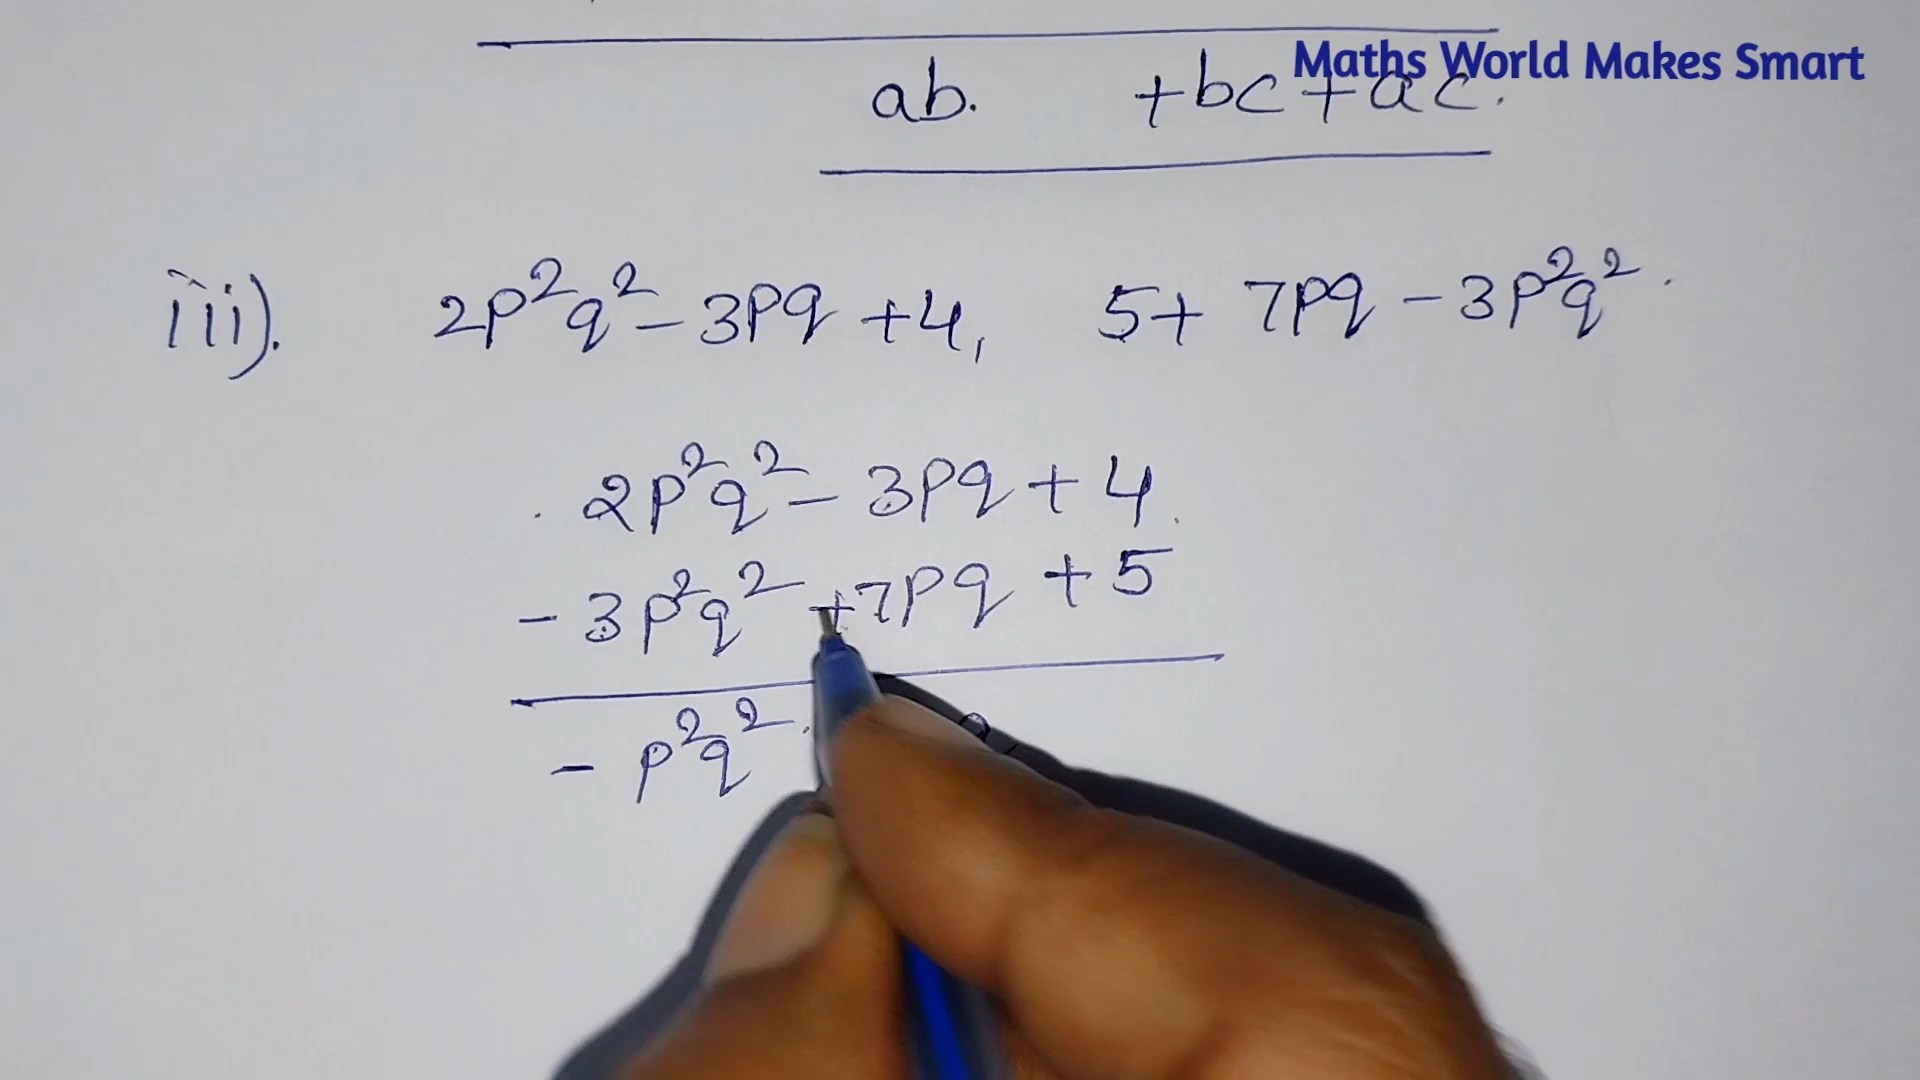 Maths World Makes Smart
ab. +bc+ac.
iii). 2p²q² - 3pq + 4, 5 + 7pq - 3p²q².
2p²q² - 3pq + 4
- 3p²q² + 7pq + 5
- p²q²